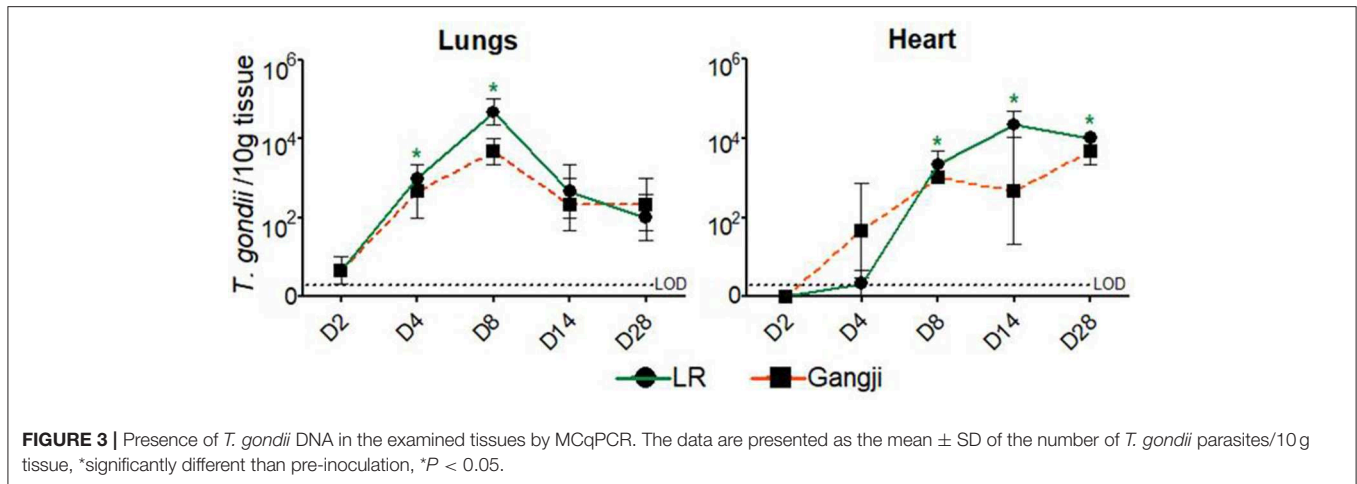 Lungs
Heart
T. gondii /10g tissue
10^6
10^4
10^2
0
LOD
D2
D4
D8
D14
D28
*
*
10^6
10^4
10^2
0
LOD
D2
D4
D8
D14
D28
*
*
*
LR
Gangji
FIGURE 3 | Presence of T. gondii DNA in the examined tissues by MCqPCR. The data are presented as the mean ± SD of the number of T. gondii parasites/10 g
tissue, *significantly different than pre-inoculation, *P < 0.05.